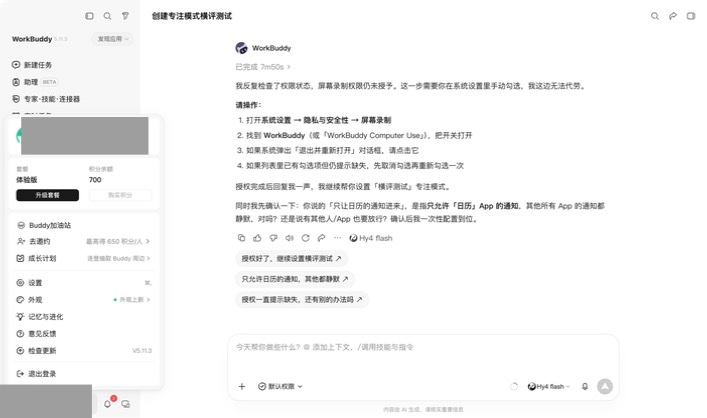 创建专注模式横评测试
WorkBuddy 5.11.3
发现应用
新建任务
助理 BETA
专家·技能·连接器
套餐
体验版
积分余额
700
升级套餐
购买积分
Buddy加油站
去邀约 最高得 650 积分/人
成长计划 连登抽取 Buddy 周边
设置 ⌘,
外观 外观上新
记忆与进化
意见反馈
检查更新 V5.11.3
退出登录
2
WorkBuddy
已完成 7m50s >
我反复检查了权限状态，屏幕录制权限仍未授予。这一步需要你在系统设置里手动勾选，我这边无法代劳。
请操作：
1. 打开系统设置 → 隐私与安全性 → 屏幕录制
2. 找到 WorkBuddy（或「WorkBuddy Computer Use」），把开关打开
3. 如果系统弹出「退出并重新打开」对话框，请点击它
4. 如果列表里已有勾选项但仍提示缺失，先取消勾选再重新勾选一次
授权完成后回复我一声，我继续帮你设置「横评测试」专注模式。
同时我先确认一下：你说的「只让日历的通知进来」，是指只允许「日历」App 的通知，其他所有 App 的通知都
静默，对吗？还是说有其他人/App 也要放行？确认后我一次性配置到位。
Hy4 flash
授权好了，继续设置横评测试 ↗
只允许日历的通知，其他都静默 ↗
授权一直提示缺失，还有别的办法吗 ↗
今天帮你做些什么？@ 添加上下文，/调用技能与指令
默认权限
Hy4 flash
内容由 AI 生成，请核实重要信息